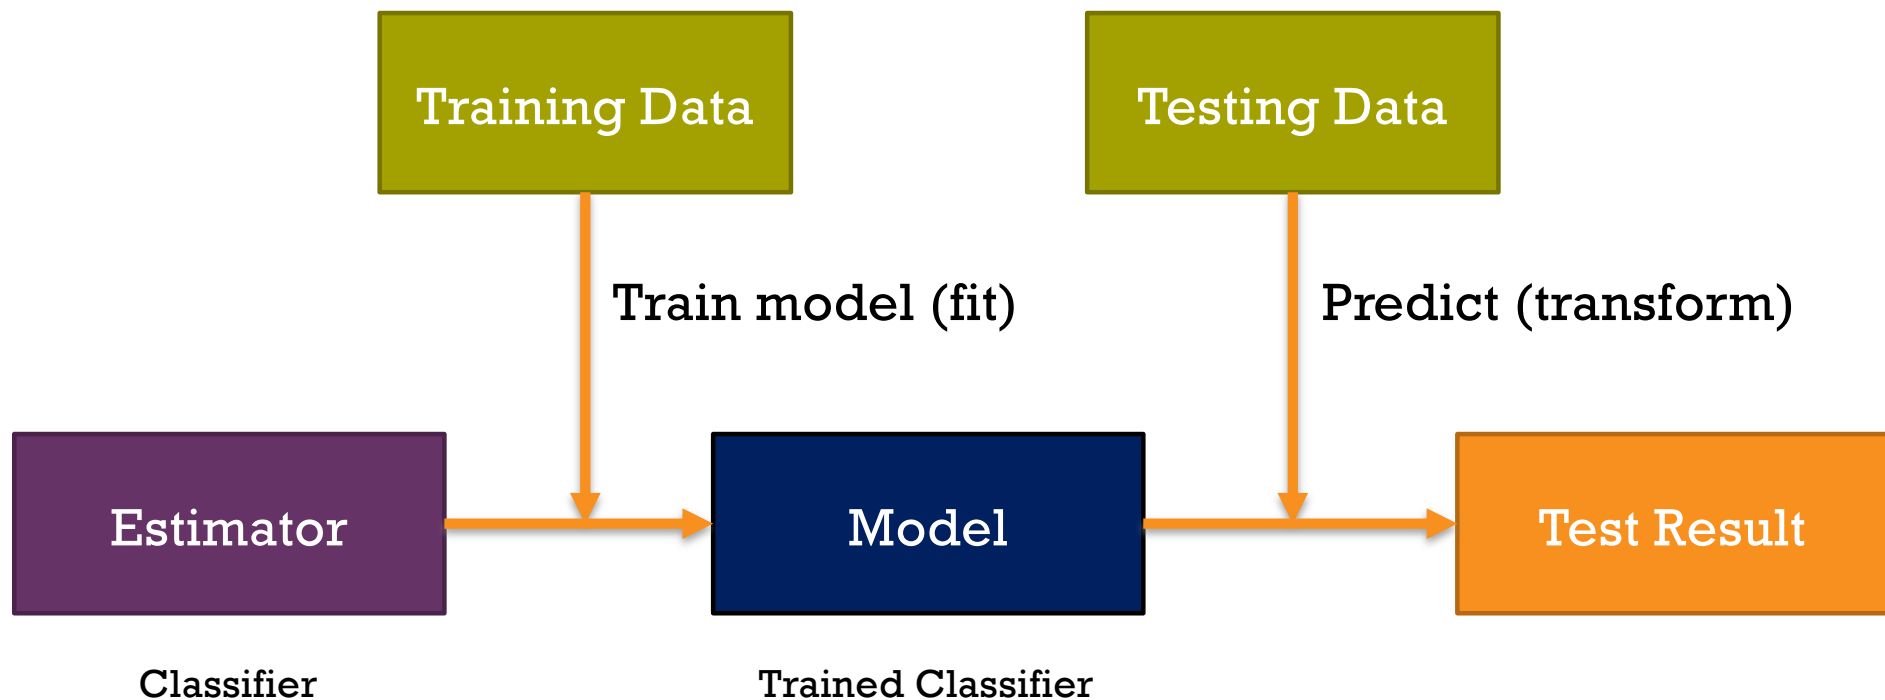 Training Data
Testing Data
Train model (fit)
Predict (transform)
Estimator
Model
Test Result
Classifier
Trained Classifier